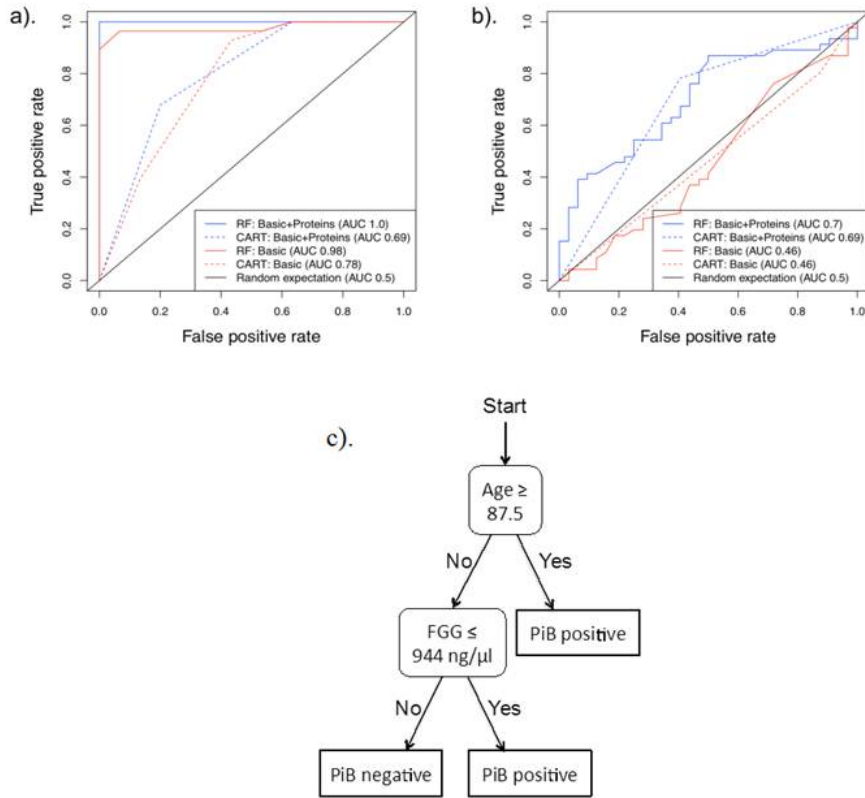 a).
True positive rate
1.0
0.8
0.6
0.4
0.2
0.0
RF: Basic+Proteins (AUC 1.0)
CART: Basic+Proteins (AUC 0.69)
RF: Basic (AUC 0.98)
CART: Basic (AUC 0.78)
Random expectation (AUC 0.5)
0.0 0.2 0.4 0.6 0.8 1.0
False positive rate
b).
True positive rate
1.0
0.8
0.6
0.4
0.2
0.0
RF: Basic+Proteins (AUC 0.7)
CART: Basic+Proteins (AUC 0.69)
RF: Basic (AUC 0.46)
CART: Basic (AUC 0.46)
Random expectation (AUC 0.5)
0.0 0.2 0.4 0.6 0.8 1.0
False positive rate
c).
Start
Age ≥
87.5
No Yes
FGG ≤
944 ng/μl
PiB positive
No Yes
PiB negative
PiB positive